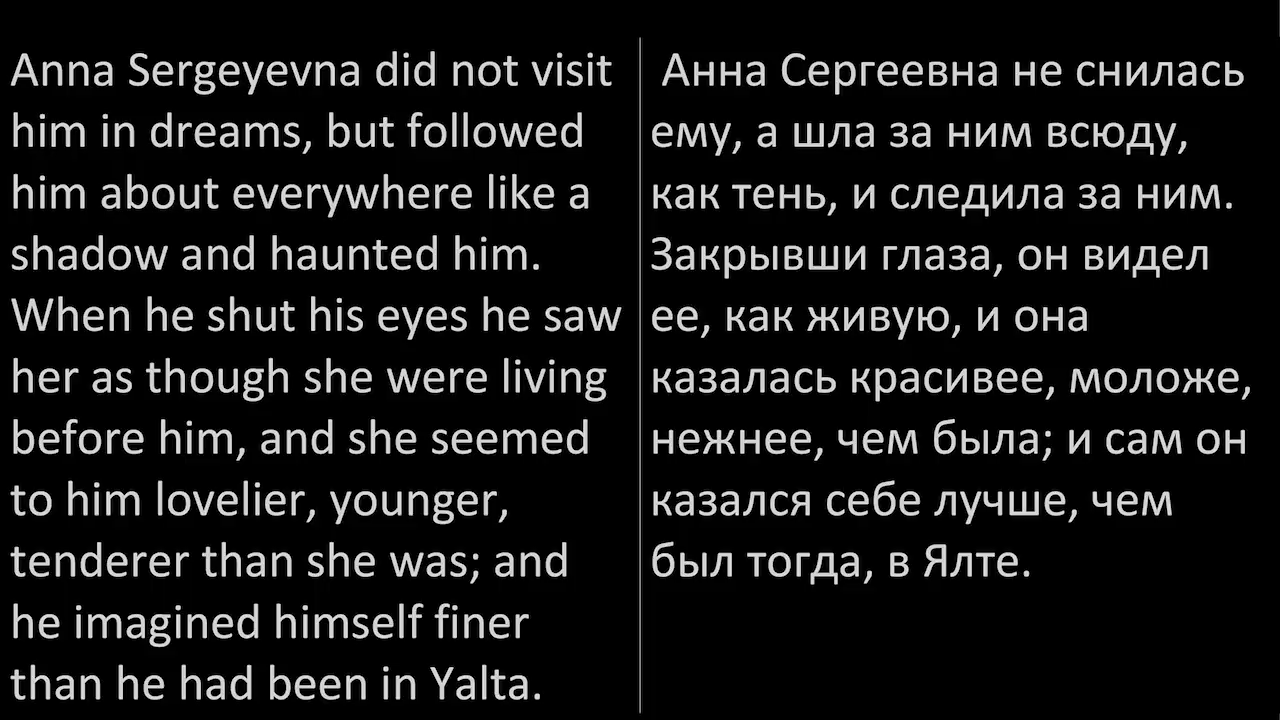 Anna Sergeyevna did not visit
him in dreams, but followed
him about everywhere like a
shadow and haunted him.
When he shut his eyes he saw
her as though she were living
before him, and she seemed
to him lovelier, younger,
tenderer than she was; and
he imagined himself finer
than he had been in Yalta.
Анна Сергеевна не снилась
ему, а шла за ним всюду,
как тень, и следила за ним.
Закрывши глаза, он видел
ее, как живую, и она
казалась красивее, моложе,
нежнее, чем была; и сам он
казался себе лучше, чем
был тогда, в Ялте.